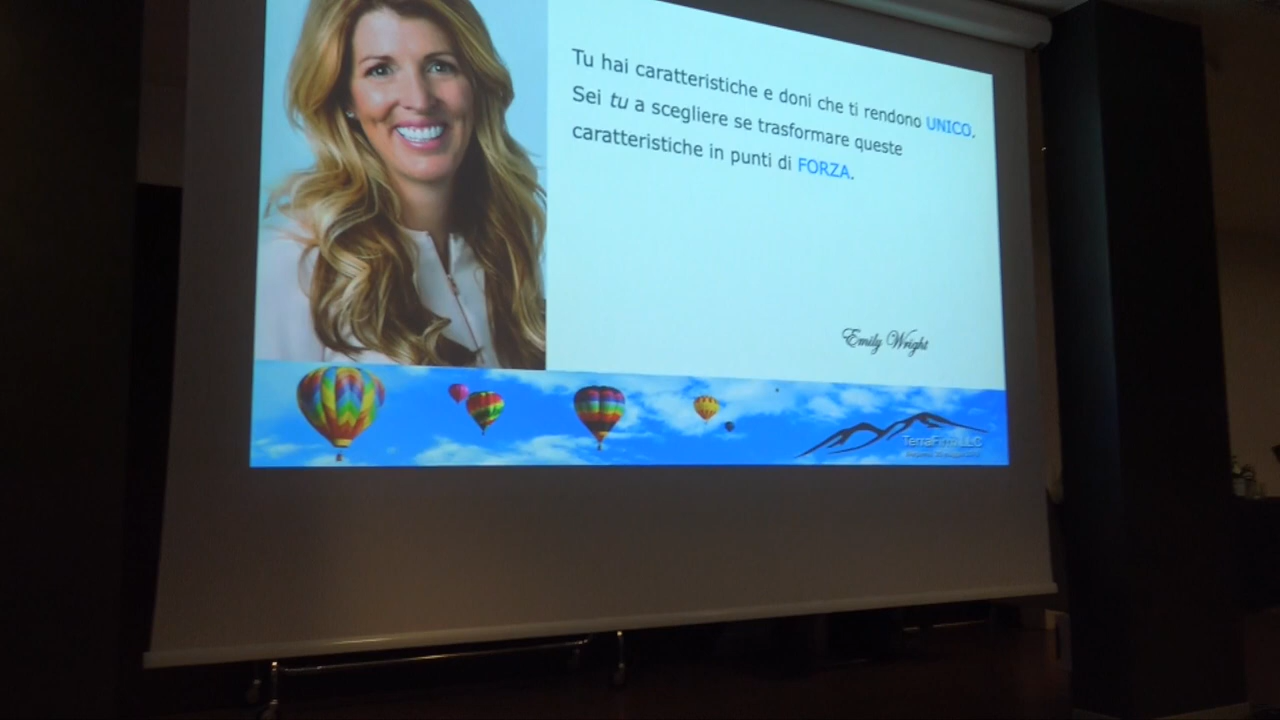 Tu hai caratteristiche e doni che ti rendono UNICO.
Sei tu a scegliere se trasformare queste
caratteristiche in punti di FORZA.
Emily Wright
TerraFirm LLC